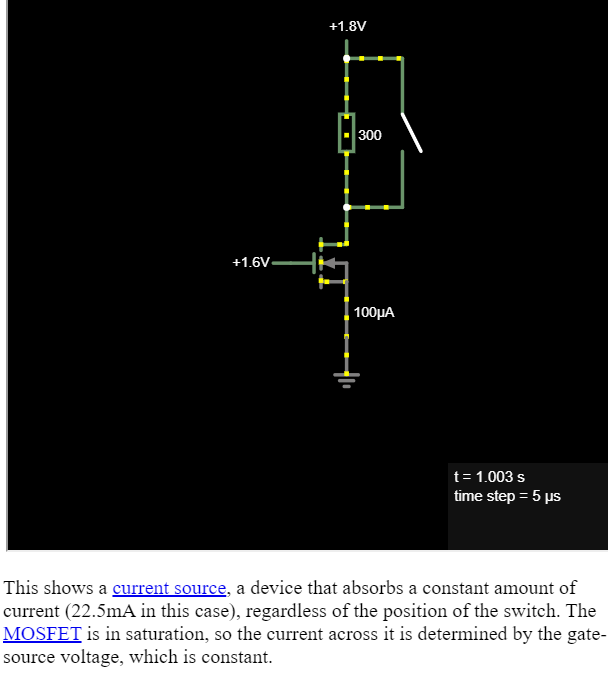 +1.8V
300
+1.6V
100µA
t = 1.003 s
time step = 5 µs
This shows a current source, a device that absorbs a constant amount of
current (22.5mA in this case), regardless of the position of the switch. The
MOSFET is in saturation, so the current across it is determined by the gate-
source voltage, which is constant.